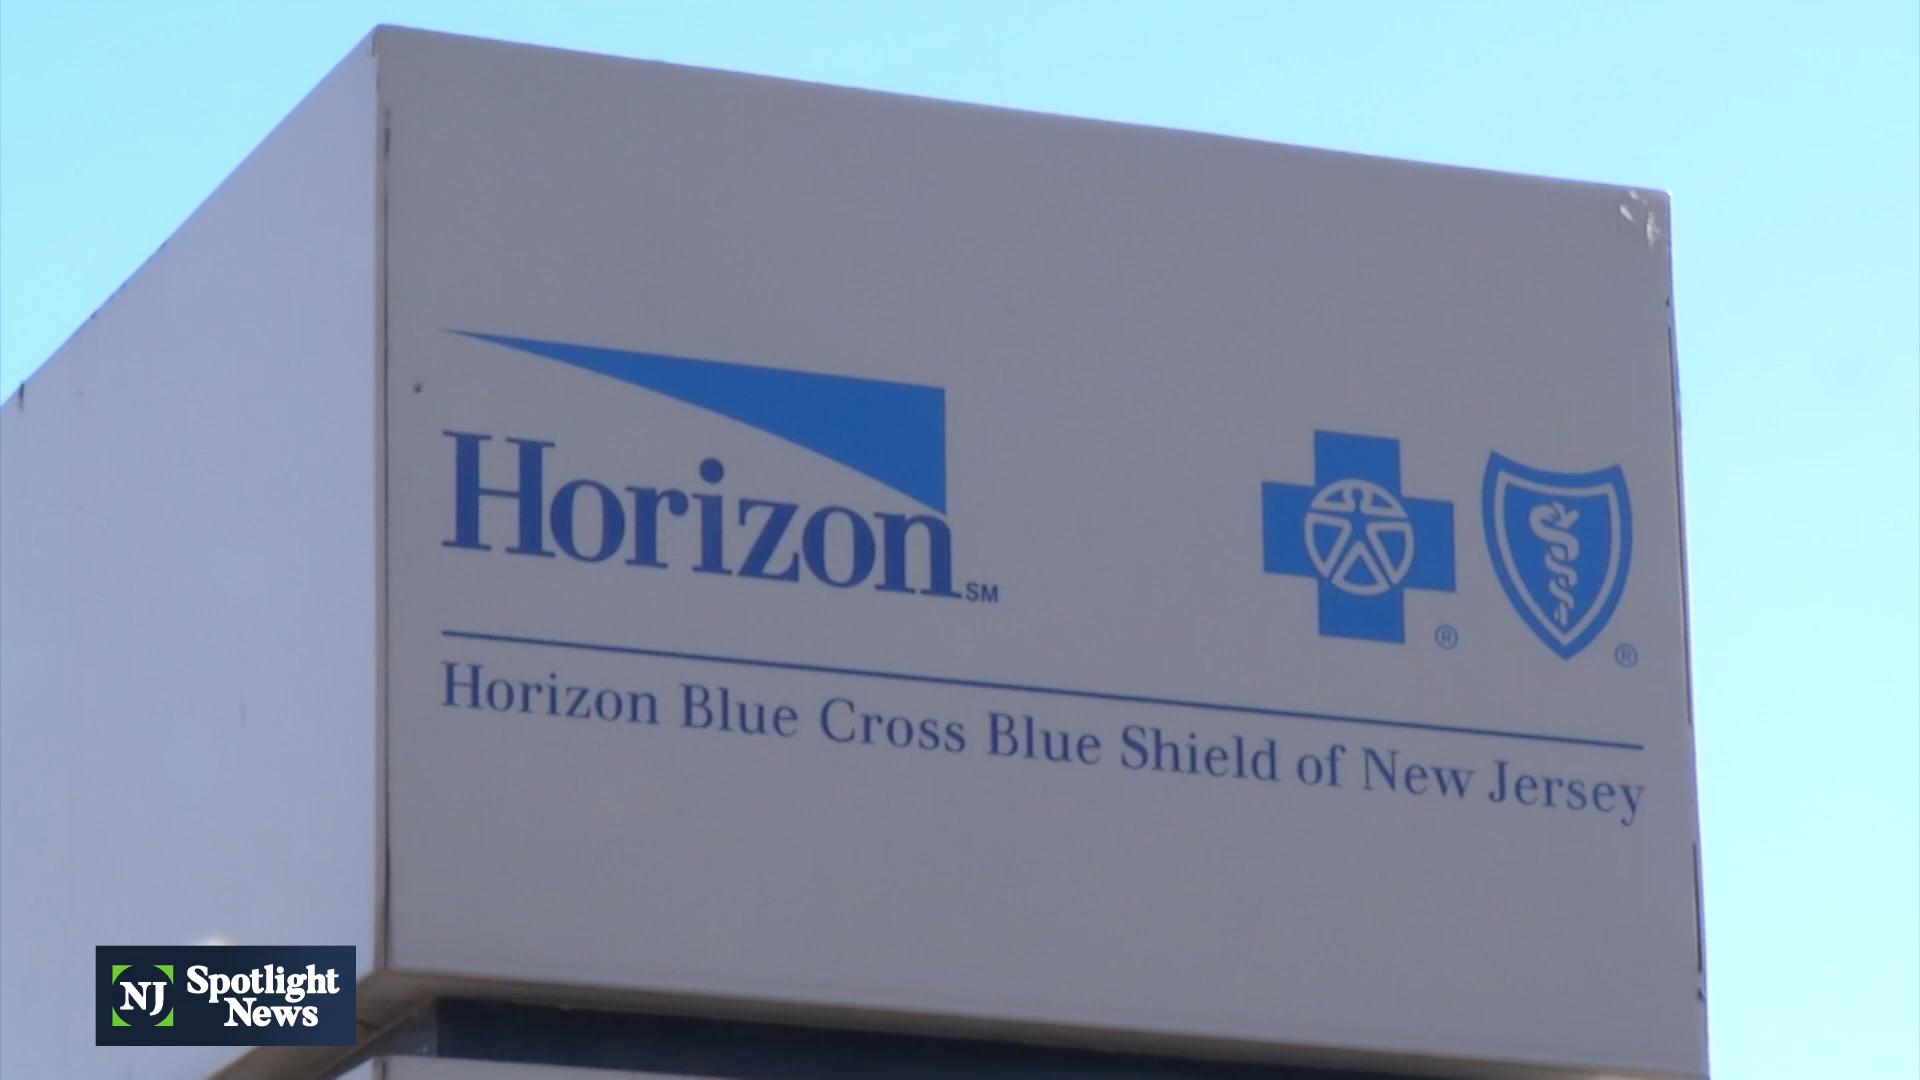 Horizon SM
® ®
Horizon Blue Cross Blue Shield of New Jersey
NJ Spotlight
News